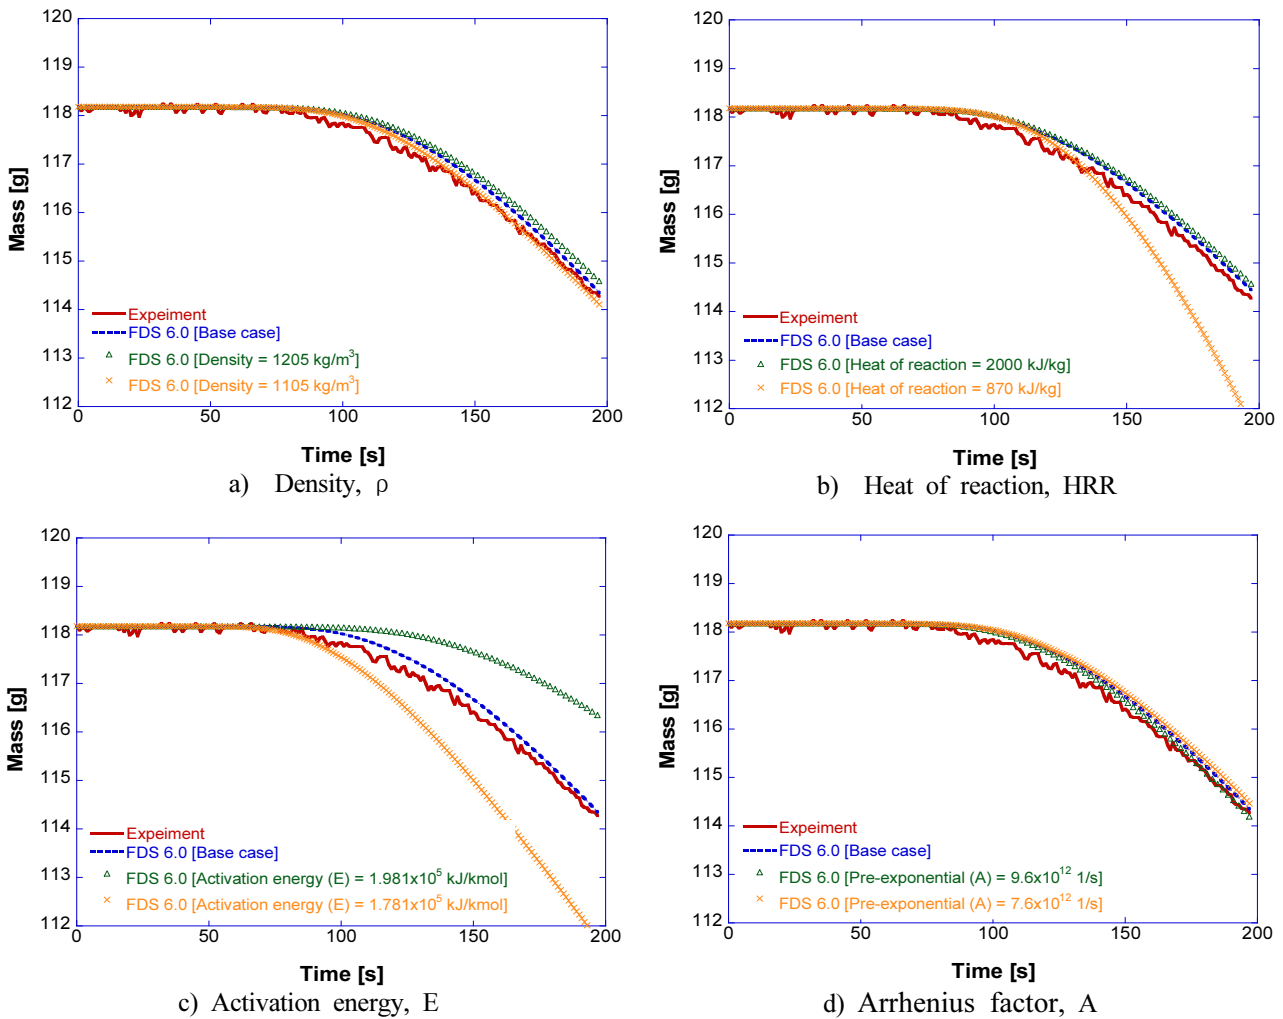 120
119
118
117
116
115
114
113
112
Mass [g]
Expeiment
FDS 6.0 [Base case]
FDS 6.0 [Density = 1205 kg/m³]
FDS 6.0 [Density = 1105 kg/m³]
0 50 100 150 200
Time [s]
a) Density, ρ
120
119
118
117
116
115
114
113
112
Mass [g]
Expeiment
FDS 6.0 [Base case]
FDS 6.0 [Heat of reaction = 2000 kJ/kg]
FDS 6.0 [Heat of reaction = 870 kJ/kg]
0 50 100 150 200
Time [s]
b) Heat of reaction, HRR
120
119
118
117
116
115
114
113
112
Mass [g]
Expeiment
FDS 6.0 [Base case]
FDS 6.0 [Activation energy (E) = 1.981x10⁵ kJ/kmol]
FDS 6.0 [Activation energy (E) = 1.781x10⁵ kJ/kmol]
0 50 100 150 200
Time [s]
c) Activation energy, E
120
119
118
117
116
115
114
113
112
Mass [g]
Expeiment
FDS 6.0 [Base case]
FDS 6.0 [Pre-exponential (A) = 9.6x10¹² 1/s]
FDS 6.0 [Pre-exponential (A) = 7.6x10¹² 1/s]
0 50 100 150 200
Time [s]
d) Arrhenius factor, A